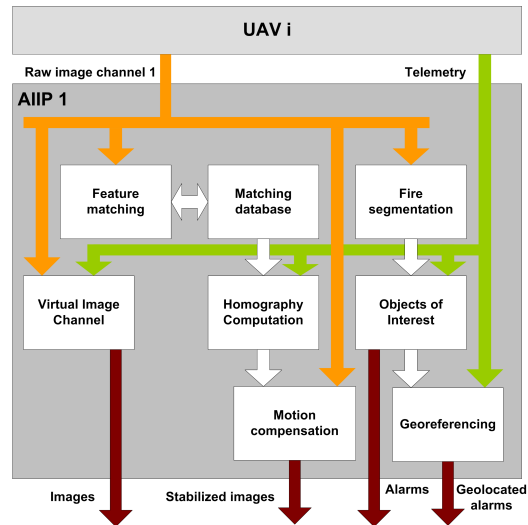 UAV i
Raw image channel 1
Telemetry
AIIP 1
Feature
matching
Matching
database
Fire
segmentation
Virtual Image
Channel
Homography
Computation
Objects of
Interest
Motion
compensation
Georeferencing
Images
Stabilized images
Alarms
Geolocated
alarms